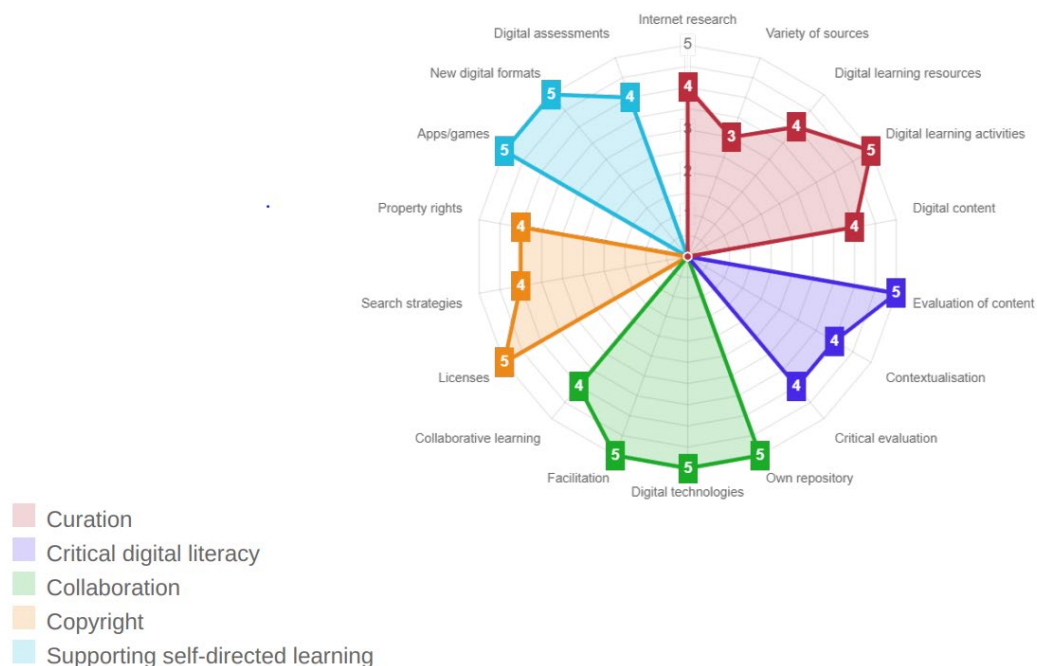 Internet research
Digital assessments
Variety of sources
5
New digital formats
Digital learning resources
5
4
4
4
Apps/games
3
3
Digital learning activities
5
5
2
Property rights
1
Digital content
4
4
Search strategies
4
5
Evaluation of content
4
Licenses
5
4
4
Contextualisation
Collaborative learning
Critical evaluation
5
5
5
Facilitation
Own repository
Digital technologies
Curation
Critical digital literacy
Collaboration
Copyright
Supporting self-directed learning